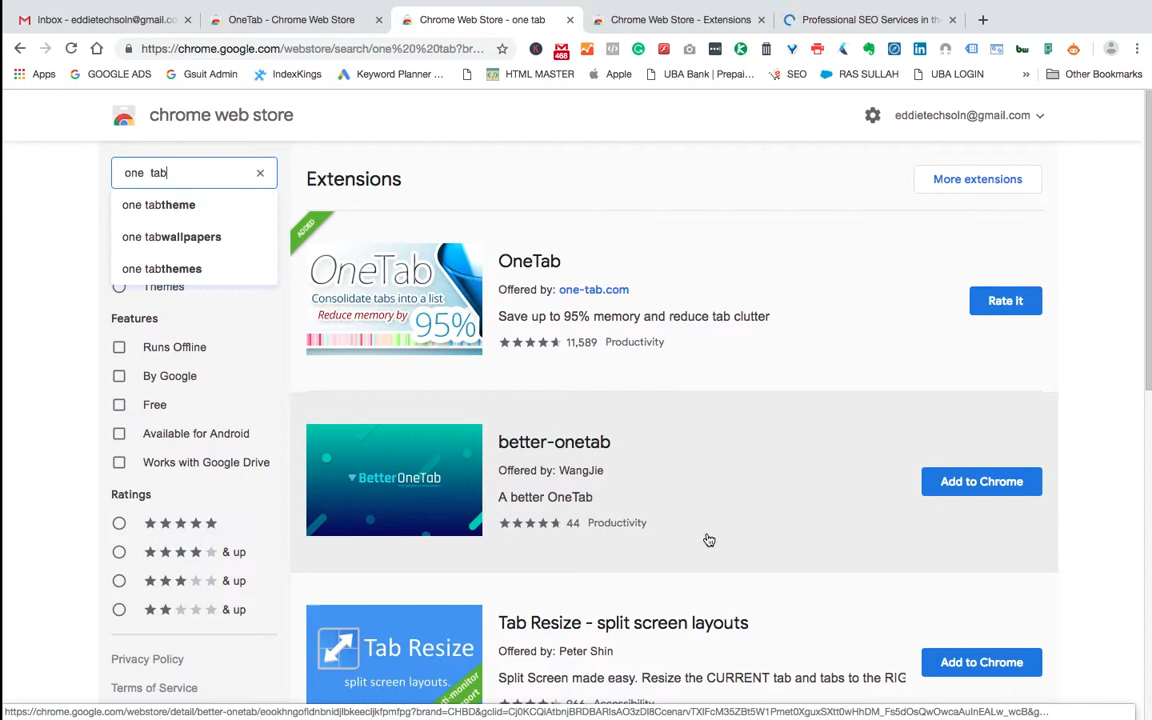 Inbox - eddietechsoln@gmail.co
OneTab - Chrome Web Store
Chrome Web Store - one tab
Chrome Web Store - Extensions
Professional SEO Services in th
https://chrome.google.com/webstore/search/one%20%20tab?br...
468
bw
Apps
GOOGLE ADS
Gsuit Admin
IndexKings
Keyword Planner ...
HTML MASTER
Apple
UBA Bank | Prepai...
SEO
RAS SULLAH
UBA LOGIN
»
Other Bookmarks
chrome web store
eddietechsoln@gmail.com
one  tab
one tabtheme
one tabwallpapers
one tabthemes
Themes
Features
Runs Offline
By Google
Free
Available for Android
Works with Google Drive
Ratings
& up
& up
& up
Privacy Policy
Terms of Service
Extensions
More extensions
ADDED
OneTab
Consolidate tabs into a list
Reduce memory by
95%
OneTab
Offered by: one-tab.com
Save up to 95% memory and reduce tab clutter
11,589 Productivity
Rate It
BetterOneTab
better-onetab
Offered by: WangJie
A better OneTab
44 Productivity
Add to Chrome
Tab Resize
split screen layouts.
Tab Resize - split screen layouts
Offered by: Peter Shin
Split Screen made easy. Resize the CURRENT tab and tabs to the RIG
Add to Chrome